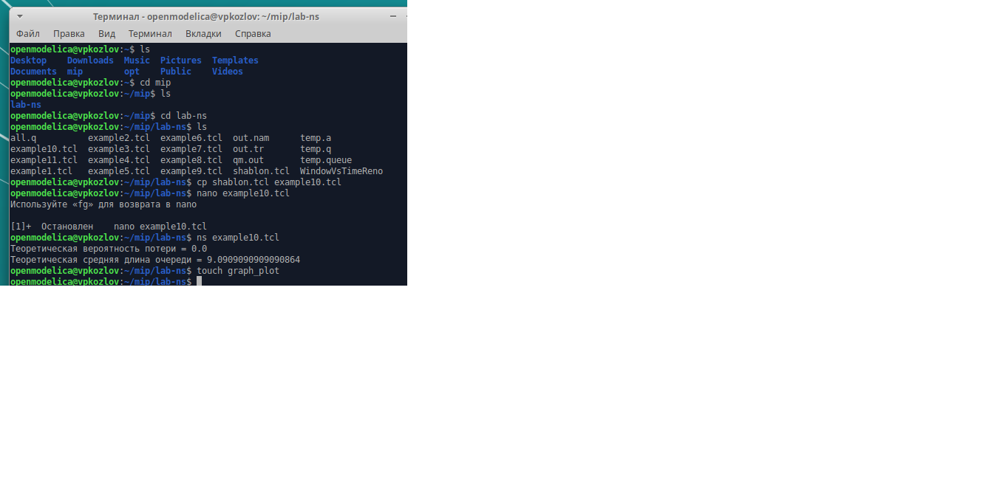 Терминал - openmodelica@vpkozlov: ~/mip/lab-ns
Файл Правка Вид Терминал Вкладки Справка
openmodelica@vpkozlov:~$ ls
Desktop Downloads Music Pictures Templates
Documents mip opt Public Videos
openmodelica@vpkozlov:~$ cd mip
openmodelica@vpkozlov:~/mip$ ls
lab-ns
openmodelica@vpkozlov:~/mip$ cd lab-ns
openmodelica@vpkozlov:~/mip/lab-ns$ ls
all.q example2.tcl example6.tcl out.nam temp.a
example10.tcl example3.tcl example7.tcl out.tr temp.q
example11.tcl example4.tcl example8.tcl qm.out temp.queue
example1.tcl example5.tcl example9.tcl shablon.tcl WindowVsTimeReno
openmodelica@vpkozlov:~/mip/lab-ns$ cp shablon.tcl example10.tcl
openmodelica@vpkozlov:~/mip/lab-ns$ nano example10.tcl
Используйте «fg» для возврата в nano
[1]+ Остановлен nano example10.tcl
openmodelica@vpkozlov:~/mip/lab-ns$ ns example10.tcl
Теоретическая вероятность потери = 0.0
Теоретическая средняя длина очереди = 9.0909090909090864
openmodelica@vpkozlov:~/mip/lab-ns$ touch graph_plot
openmodelica@vpkozlov:~/mip/lab-ns$